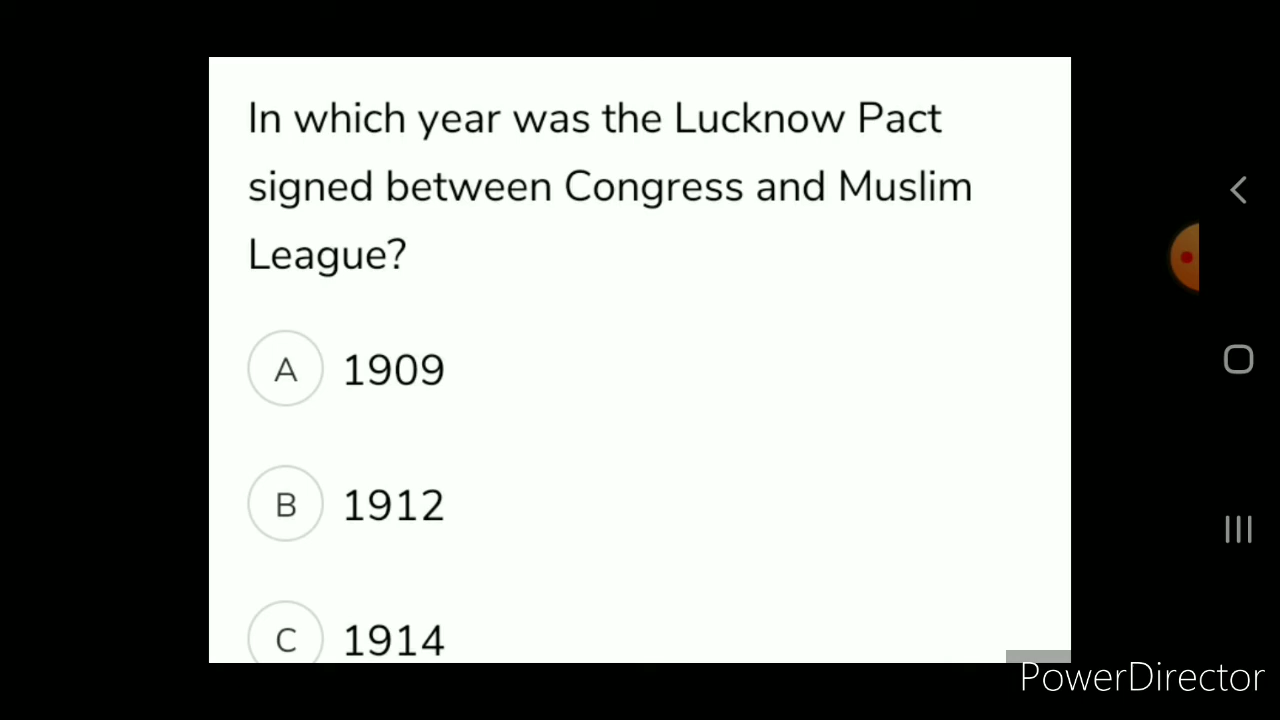 In which year was the Lucknow Pact
signed between Congress and Muslim
League?
A 1909
B 1912
C 1914
PowerDirector